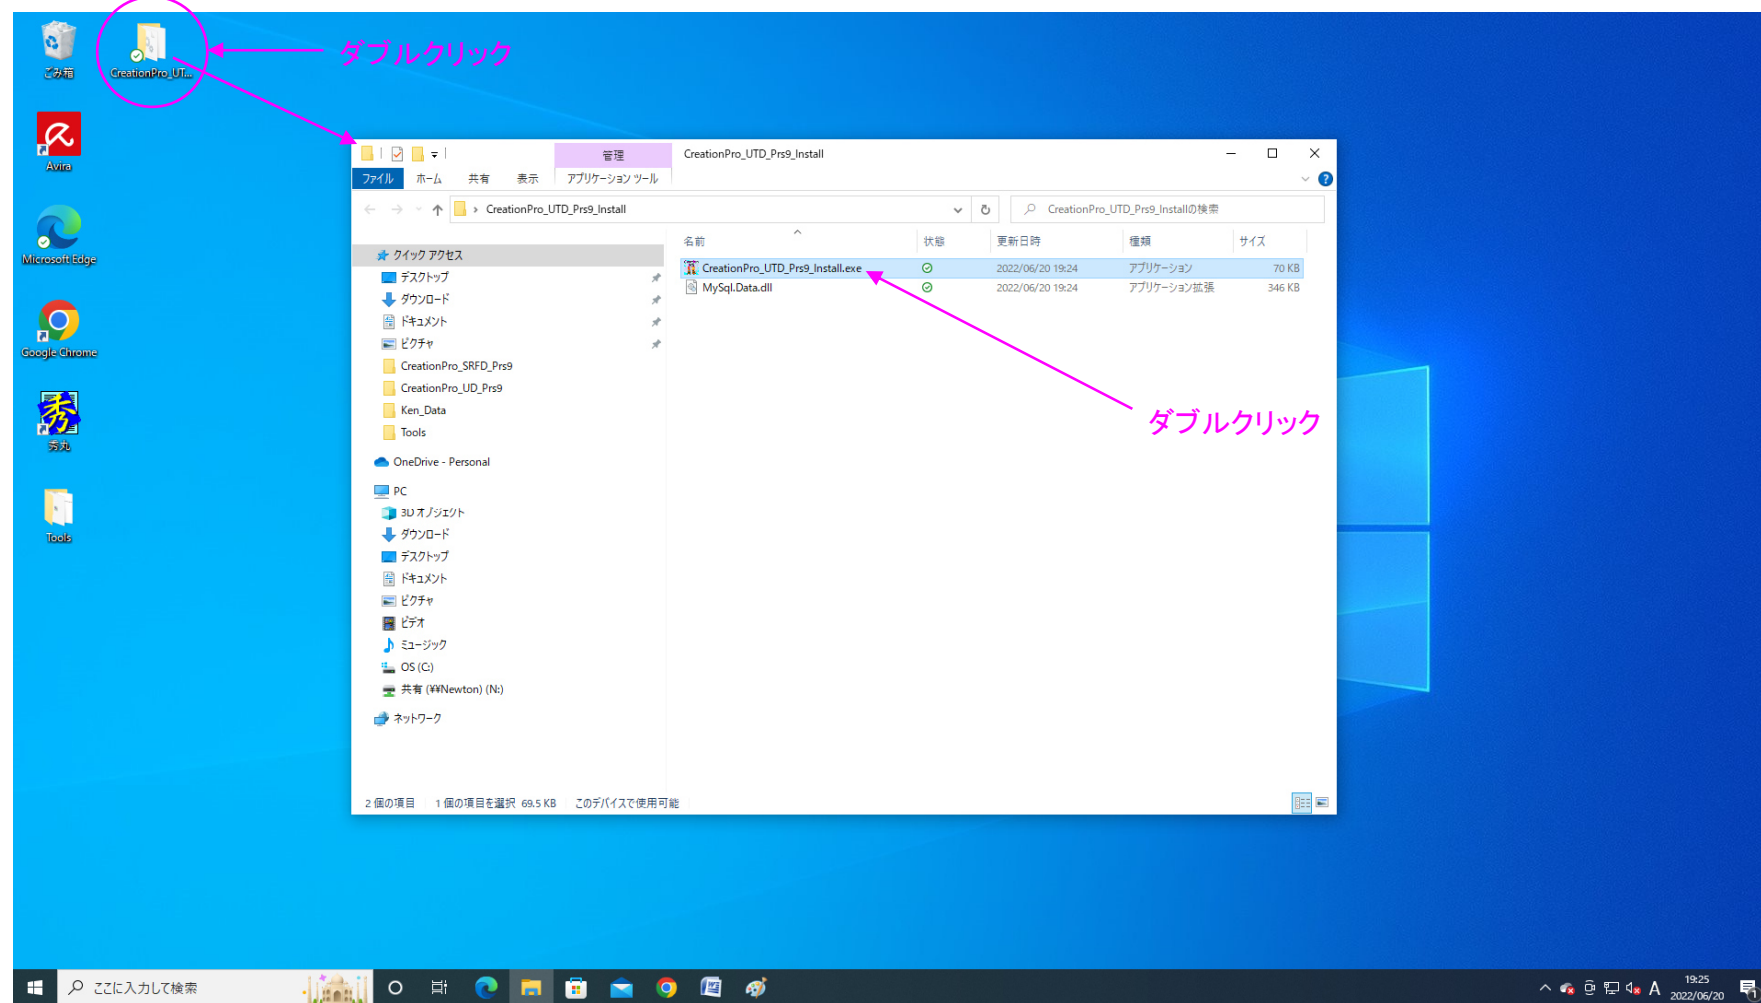 ごみ箱
CreationPro_UT...
ダブルクリック
Avira
Microsoft Edge
Google Chrome
秀
秀丸
Tools
管理
CreationPro_UTD_Prs9_Install
ファイル ホーム 共有 表示 アプリケーション ツール
CreationPro_UTD_Prs9_Install
CreationPro_UTD_Prs9_Installの検索
クイック アクセス
デスクトップ
ダウンロード
ドキュメント
ピクチャ
CreationPro_SRFD_Prs9
CreationPro_UD_Prs9
Ken_Data
Tools
OneDrive - Personal
PC
3D オブジェクト
ダウンロード
デスクトップ
ドキュメント
ピクチャ
ビデオ
ミュージック
OS (C:)
共有 (¥¥Newton) (N:)
ネットワーク
名前 状態 更新日時 種類 サイズ
CreationPro_UTD_Prs9_Install.exe 2022/06/20 19:24 アプリケーション 70 KB
MySql.Data.dll 2022/06/20 19:24 アプリケーション拡張 346 KB
ダブルクリック
2 個の項目 1 個の項目を選択 69.5 KB このデバイスで使用可能
ここに入力して検索
A
19:25
2022/06/20
1